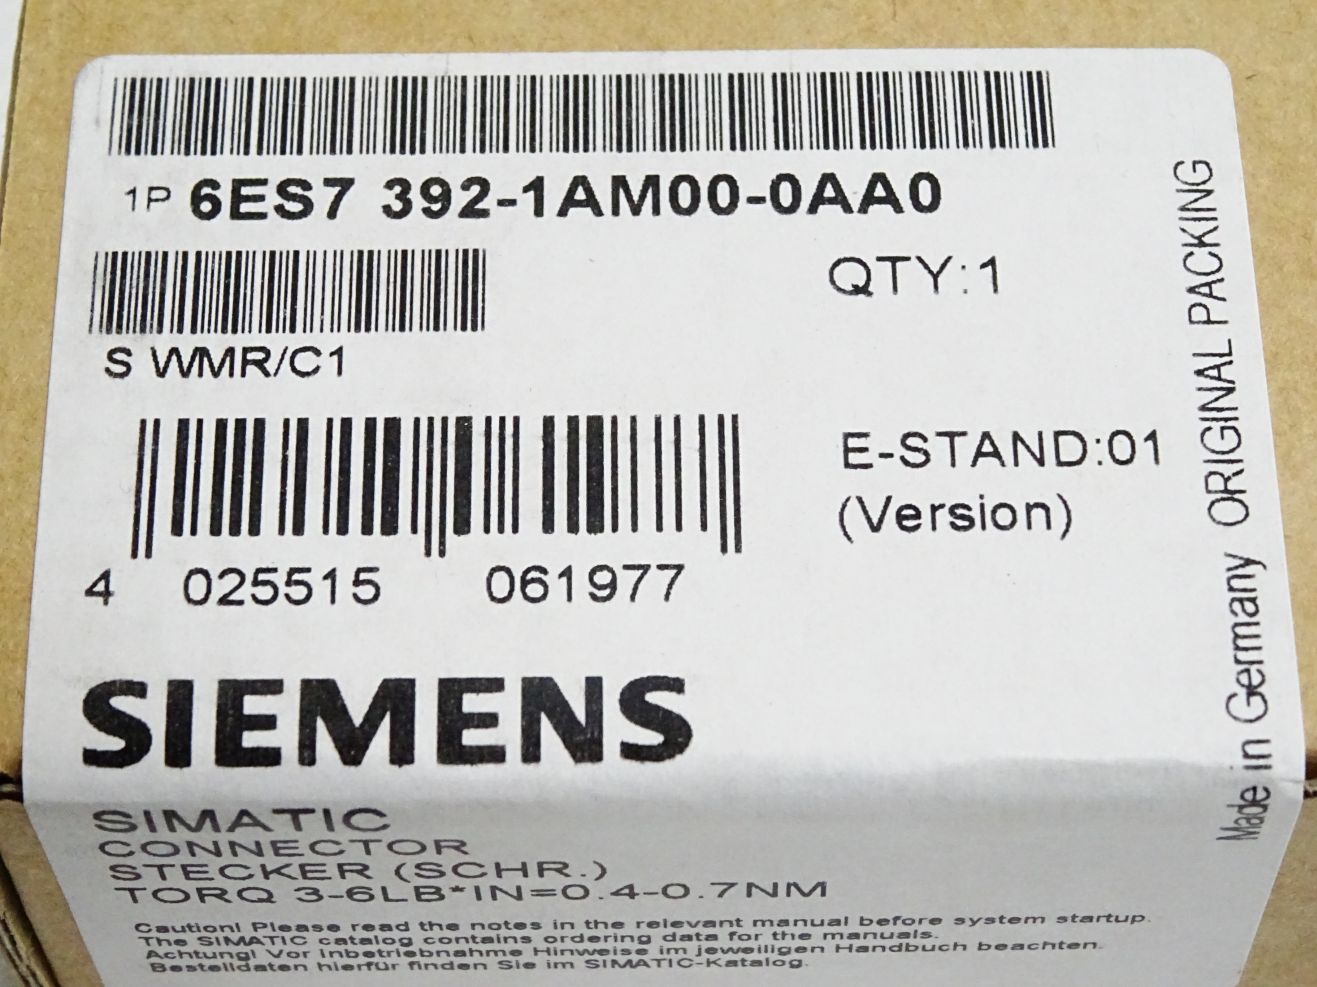 1P 6ES7 392-1AM00-0AA0
QTY:1
S WMR/C1
E-STAND:01
(Version)
4 025515 061977
SIEMENS
SIMATIC
CONNECTOR
STECKER (SCHR.)
TORQ 3-6LB*IN=0.4-0.7NM
Caution! Please read the notes in the relevant manual before system startup.
The SIMATIC catalog contains ordering data for the manuals.
Achtung! Vor Inbetriebnahme Hinweise im jeweiligen Handbuch beachten.
Bestelldaten hierfür finden Sie im SIMATIC-Katalog.
Made in Germany ORIGINAL PACKING